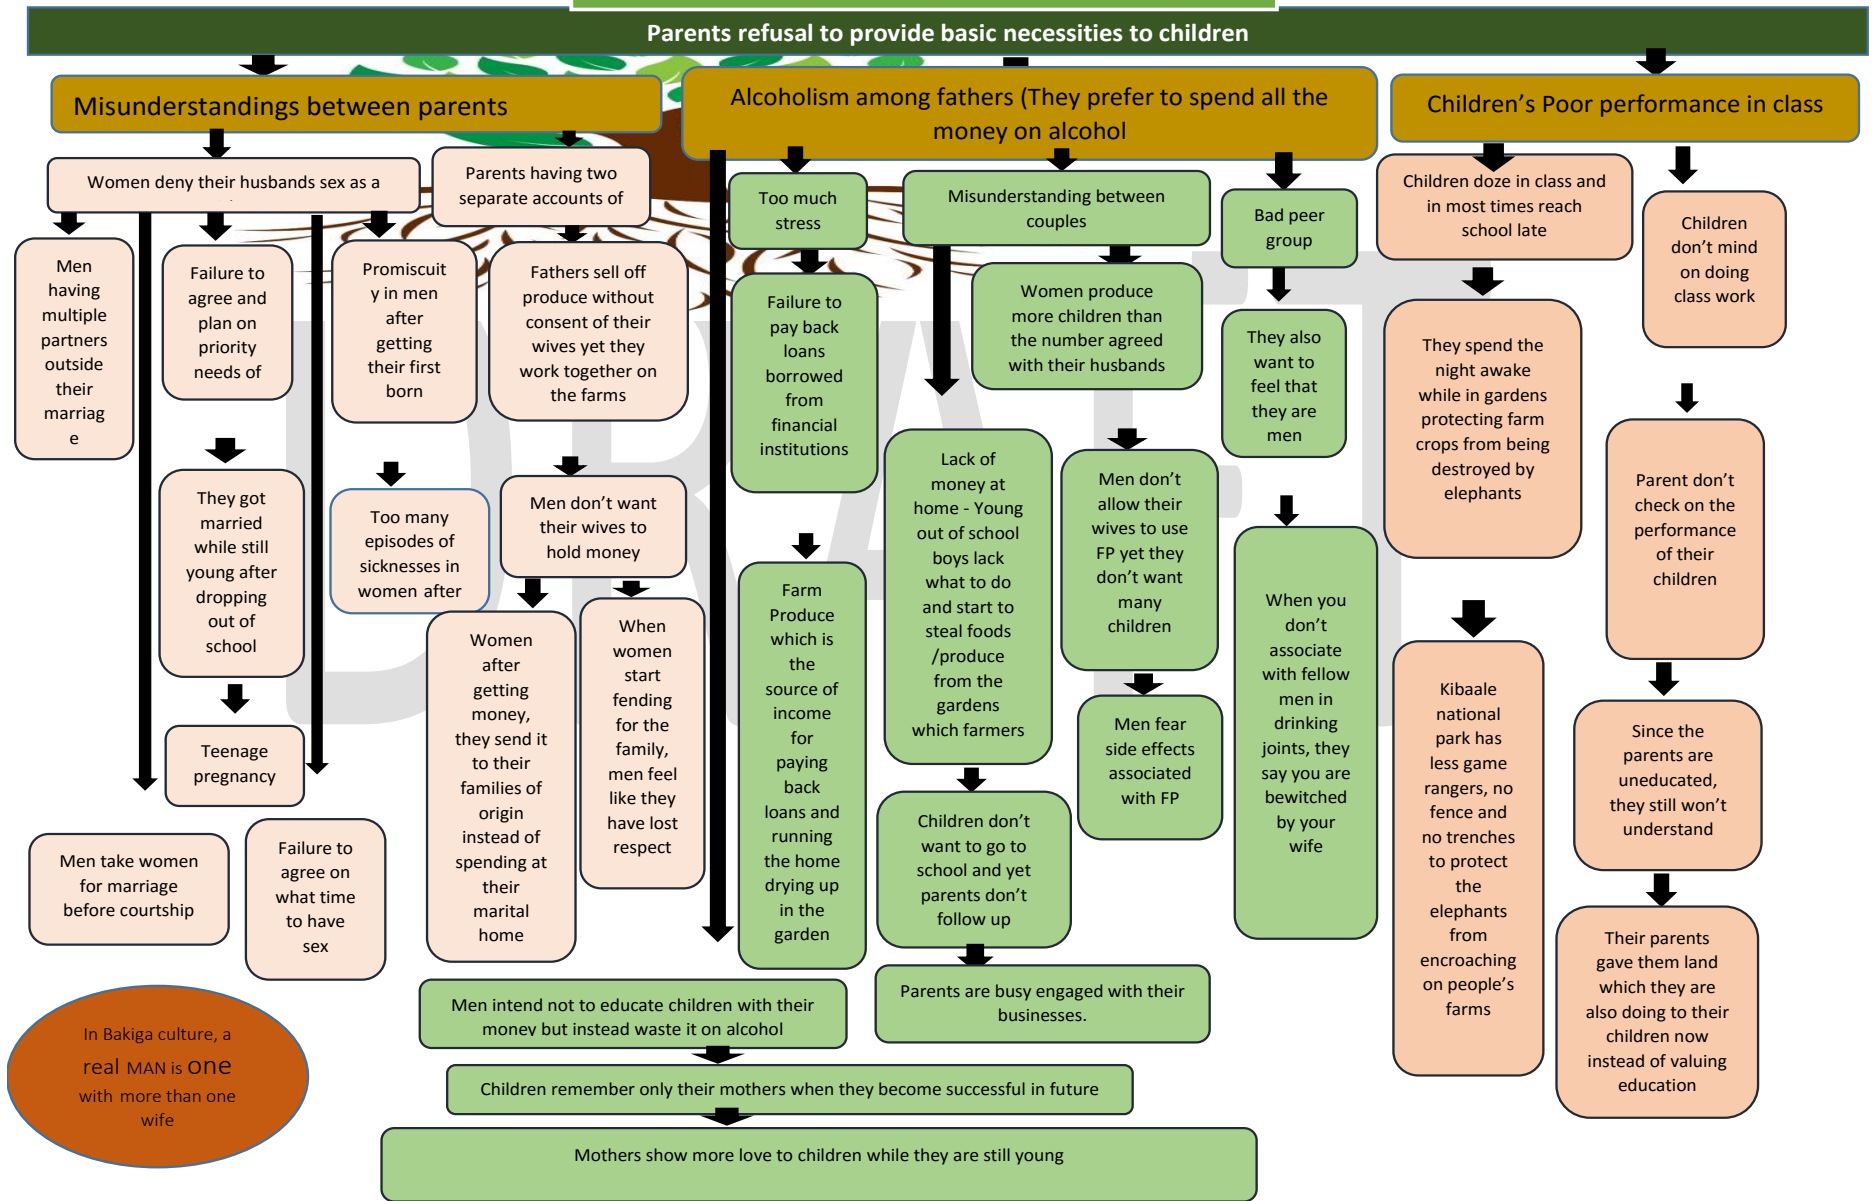 Parents refusal to provide basic necessities to children
Misunderstandings between parents
Alcoholism among fathers (They prefer to spend all the
money on alcohol
Children's Poor performance in class
Women deny their husbands sex as a
Parents having two
separate accounts of
Too much
stress
Misunderstanding between
couples
Bad peer
group
Children doze in class and
in most times reach
school late
Children
don't mind
on doing
class work
Men
having
multiple
partners
outside
their
marriag
e
Failure to
agree and
plan on
priority
needs of
Promiscuit
y in men
after
getting
their first
born
Fathers sell off
produce without
consent of their
wives yet they
work together on
the farms
Failure to
pay back
loans
borrowed
from
financial
institutions
Women produce
more children than
the number agreed
with their husbands
They also
want to
feel that
they are
men
They spend the
night awake
while in gardens
protecting farm
crops from being
destroyed by
elephants
Parent don't
check on the
performance
of their
children
They got
married
while still
young after
dropping
out of
school
Too many
episodes of
sicknesses in
women after
Men don't want
their wives to
hold money
Lack of
money at
home - Young
out of school
boys lack
what to do
and start to
steal foods
/produce
from the
gardens
which farmers
Men don't
allow their
wives to use
FP yet they
don't want
many
children
When you
don't
associate
with fellow
men in
drinking
joints, they
say you are
bewitched
by your
wife
Farm
Produce
which is
the
source of
income
for
paying
back
loans and
running
the home
drying up
in the
garden
Women
after
getting
money,
they send it
to their
families of
origin
instead of
spending at
their
marital
home
When
women
start
fending
for the
family,
men feel
like they
have lost
respect
Kibaale
national
park has
less game
rangers, no
fence and
no trenches
to protect
the
elephants
from
encroaching
on people's
farms
Since the
parents are
uneducated,
they still won't
understand
Teenage
pregnancy
Men fear
side effects
associated
with FP
Children don't
want to go to
school and yet
parents don't
follow up
Men take women
for marriage
before courtship
Failure to
agree on
what time
to have
sex
Their parents
gave them land
which they are
also doing to their
children now
instead of valuing
education
Men intend not to educate children with their
money but instead waste it on alcohol
Parents are busy engaged with their
businesses.
In Bakiga culture, a
real MAN is one
with more than one
wife
Children remember only their mothers when they become successful in future
Mothers show more love to children while they are still young
DRAFT